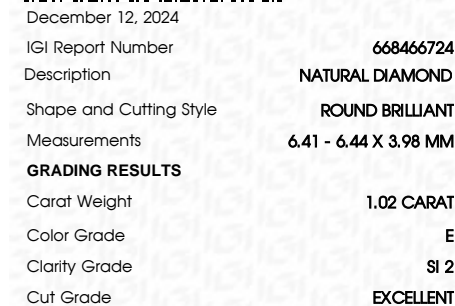 December 12, 2024
IGI Report Number 668466724
Description NATURAL DIAMOND
Shape and Cutting Style ROUND BRILLIANT
Measurements 6.41 - 6.44 X 3.98 MM
GRADING RESULTS
Carat Weight 1.02 CARAT
Color Grade E
Clarity Grade SI 2
Cut Grade EXCELLENT